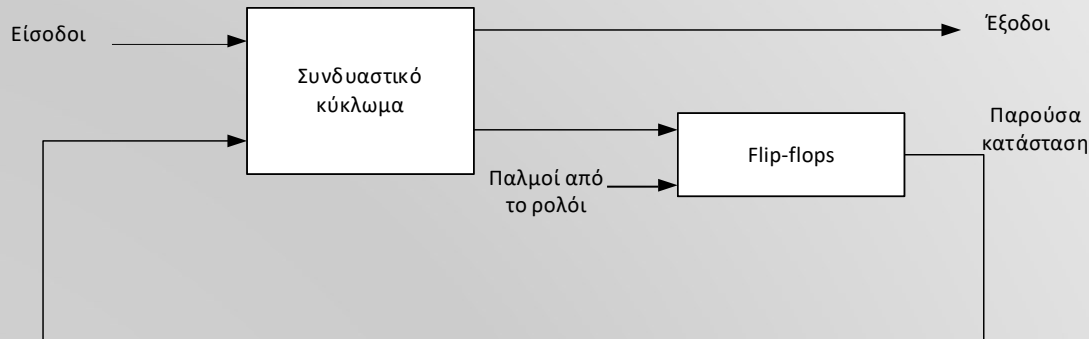 Είσοδοι
Συνδυαστικό
κύκλωμα
Έξοδοι
Παρούσα
κατάσταση
Flip-flops
Παλμοί από
το ρολόι